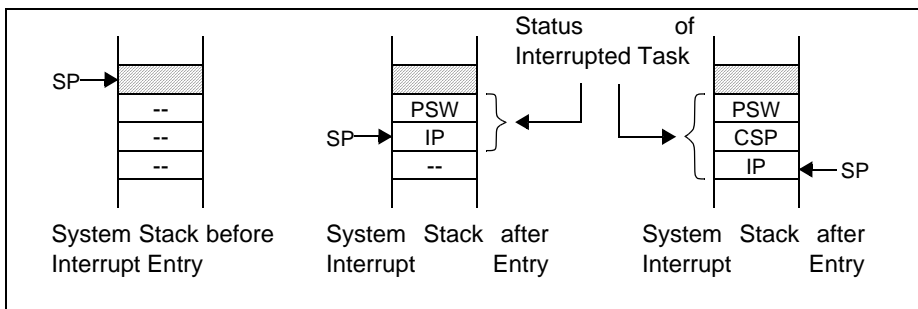 Status of
Interrupted Task
SP
--
--
--
System Stack before
Interrupt Entry
PSW
SP
IP
--
System Stack after
Interrupt Entry
PSW
CSP
IP
SP
System Stack after
Interrupt Entry